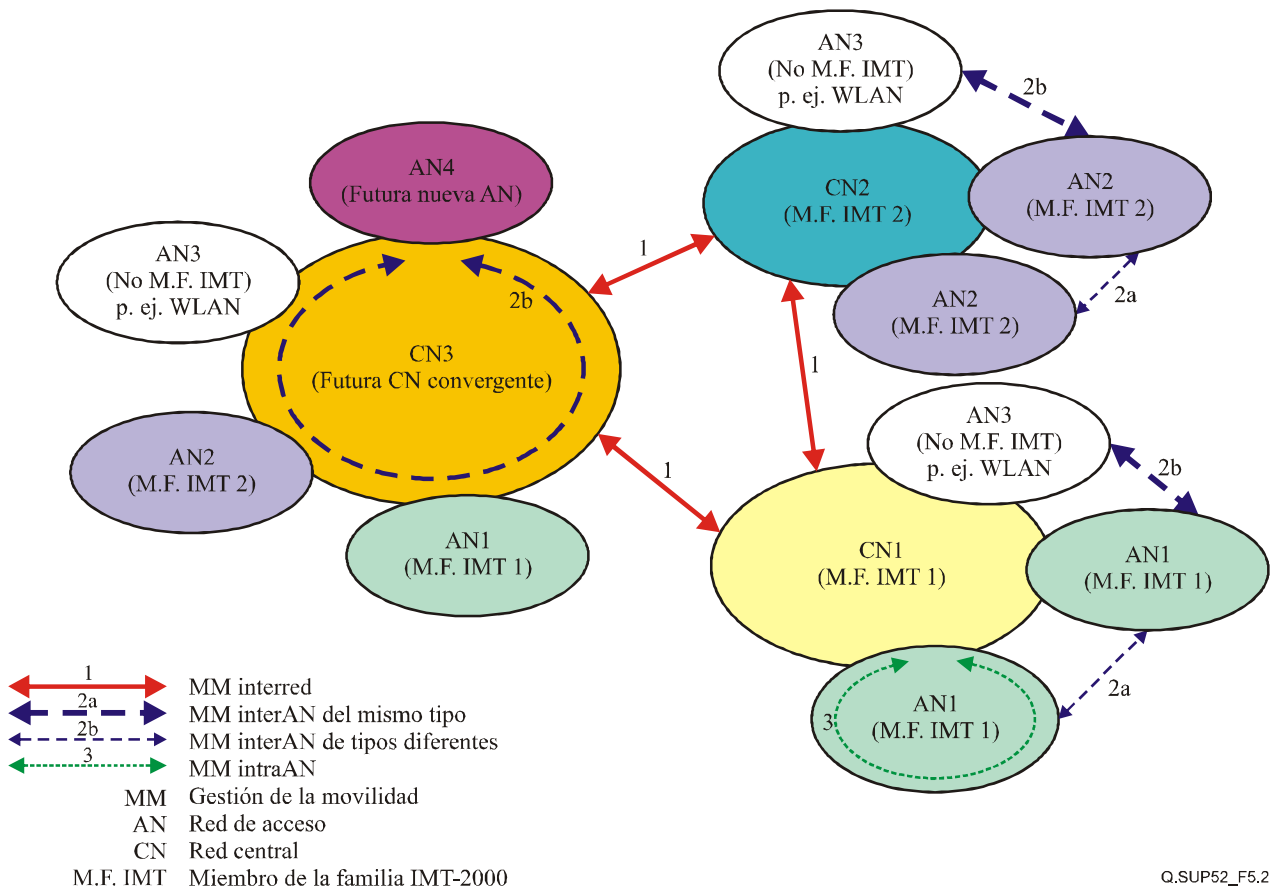 AN3
(No M.F. IMT)
p. ej. WLAN
2b
AN4
(Futura nueva AN)
CN2
(M.F. IMT 2)
AN2
(M.F. IMT 2)
1
AN3
(No M.F. IMT)
p. ej. WLAN
2b
AN2
(M.F. IMT 2)
2a
CN3
(Futura CN convergente)
1
AN3
(No M.F. IMT)
p. ej. WLAN
2b
AN2
(M.F. IMT 2)
1
AN1
(M.F. IMT 1)
CN1
(M.F. IMT 1)
AN1
(M.F. IMT 1)
2a
3
AN1
(M.F. IMT 1)
1 MM interred
2a MM interAN del mismo tipo
2b MM interAN de tipos diferentes
3 MM intraAN
MM Gestión de la movilidad
AN Red de acceso
CN Red central
M.F. IMT Miembro de la familia IMT-2000
Q.SUP52_F5.2